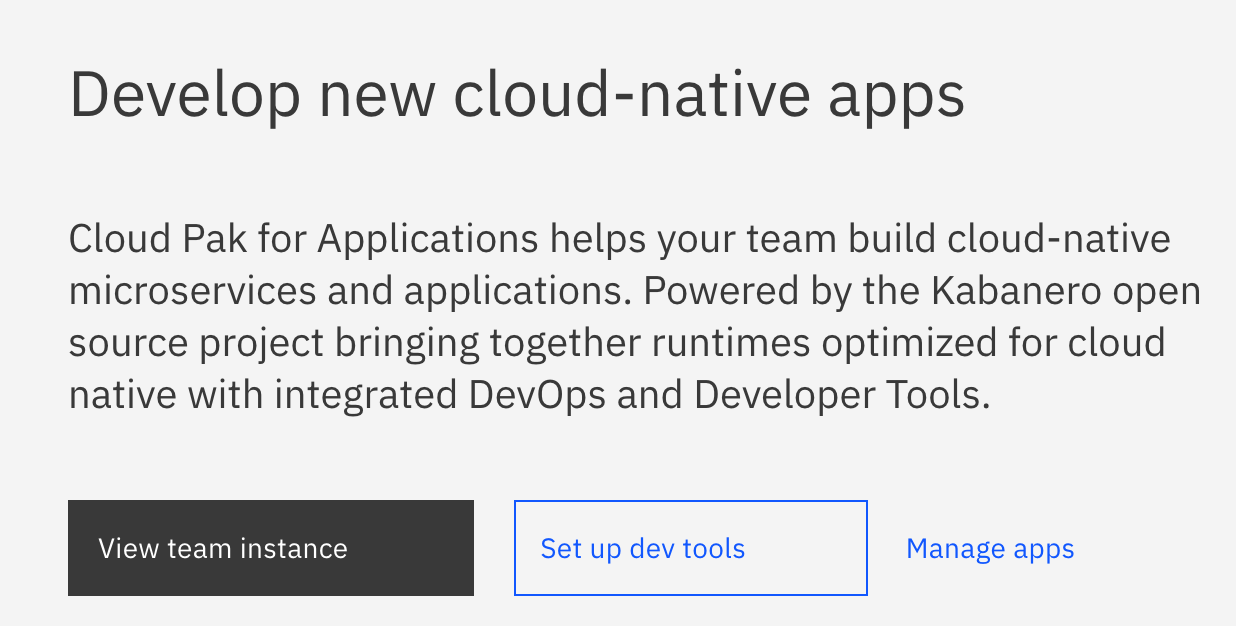 Develop new cloud-native apps
Cloud Pak for Applications helps your team build cloud-native
microservices and applications. Powered by the Kabanero open
source project bringing together runtimes optimized for cloud
native with integrated DevOps and Developer Tools.
View team instance
Set up dev tools
Manage apps